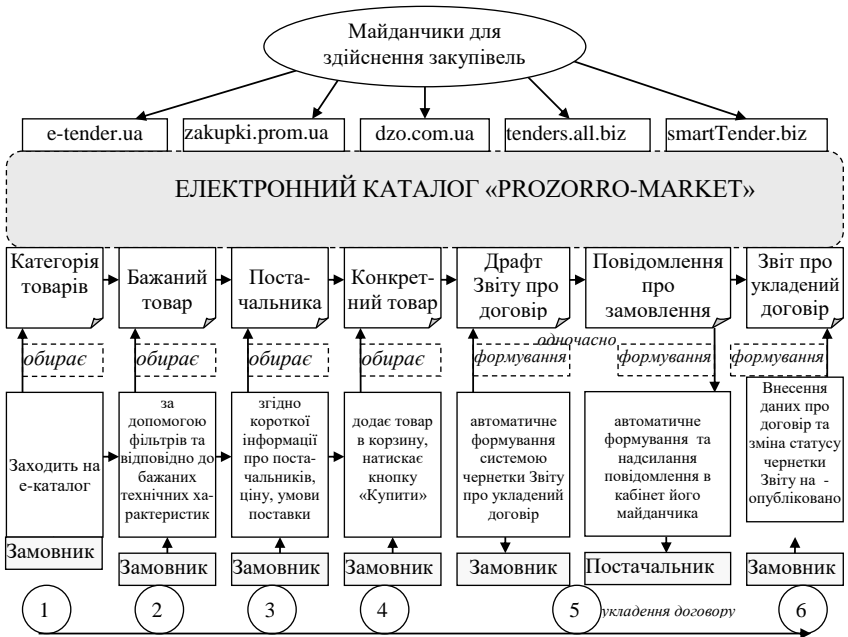 Майданчики для
здійснення закупівель
e-tender.ua
zakupki.prom.ua
dzo.com.ua
tenders.all.biz
smartTender.biz
ЕЛЕКТРОННИЙ КАТАЛОГ «PROZORRO-MARKET»
Категорія
товарів
Бажаний
товар
Поста-
чальника
Конкрет-
ний товар
Драфт
Звіту про
договір
Повідомлення
про
замовлення
Звіт про
укладений
договір
одночасно
обирає
обирає
обирає
обирає
формування
формування
формування
Заходить на
е-каталог
за
допомогою
фільтрів та
відповідно до
бажаних
технічних ха-
рактеристик
згідно
короткої
інформації
про поста-
чальників,
ціну, умови
поставки
додає товар
в корзину,
натискає
кнопку
«Купити»
автоматичне
формування
системою
чернетки Звіту
про укладений
договір
автоматичне
формування та
надсилання
повідомлення в
кабінет його
майданчика
Внесення
даних про
договір та
зміна статусу
чернетки
Звіту на -
опубліковано
Замовник
Замовник
Замовник
Замовник
Замовник
Постачальник
Замовник
1
2
3
4
5
укладення договору
6